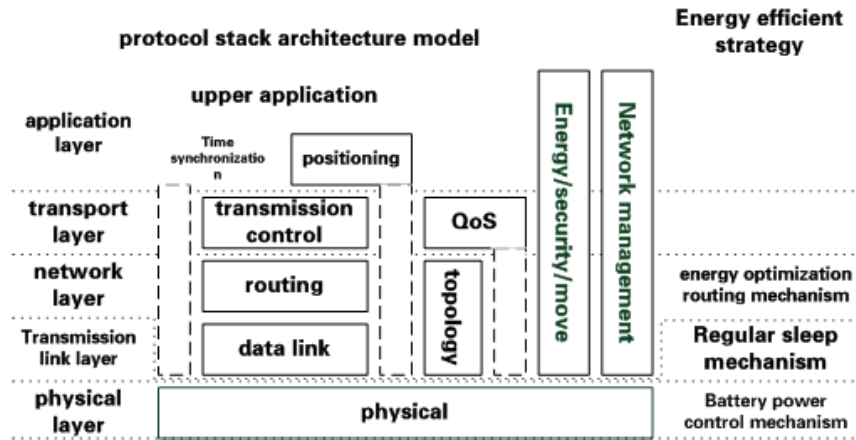 Energy efficient
strategy
protocol stack architecture model
upper application
application
layer
Time
synchronizatio
n
positioning
Energy/security/move
Network management
transport
layer
transmission
control
QoS
network
layer
routing
topology
energy optimization
routing mechanism
Transmission
link layer
data link
Regular sleep
mechanism
physical
layer
physical
Battery power
control mechanism